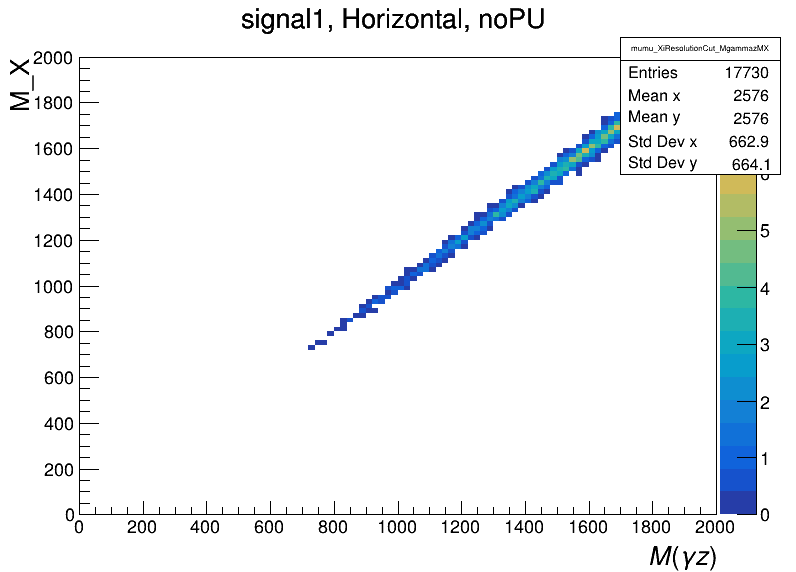 signal1, Horizontal, noPU
mumu_XiResolutionCut_MgammazMX
Entries 17730
Mean x 2576
Mean y 2576
Std Dev x 662.9
Std Dev y 664.1
M_X
2000
1800
1600
1400
1200
1000
800
600
400
200
0
0 200 400 600 800 1000 1200 1400 1600 1800 2000
M(γz)
5
4
3
2
1
0